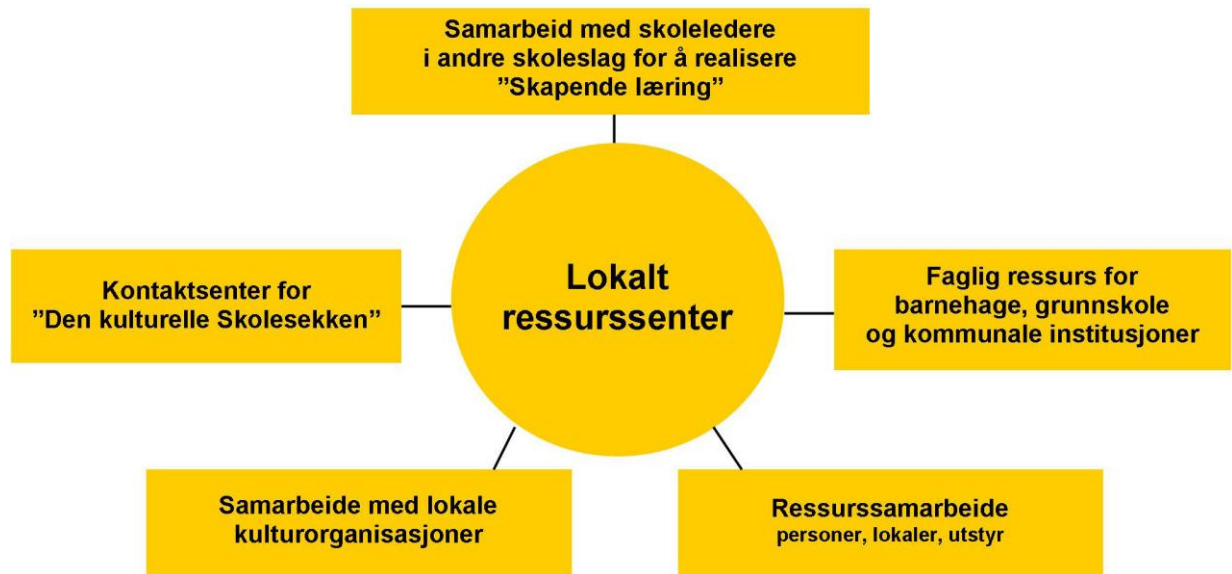 Samarbeid med skoleledere
i andre skoleslag for å realisere
”Skapende læring”
Kontaktsenter for
”Den kulturelle Skolesekken”
Lokalt
ressurssenter
Faglig ressurs for
barnehage, grunnskole
og kommunale institusjoner
Samarbeide med lokale
kulturorganisasjoner
Ressurssamarbeide
personer, lokaler, utstyr